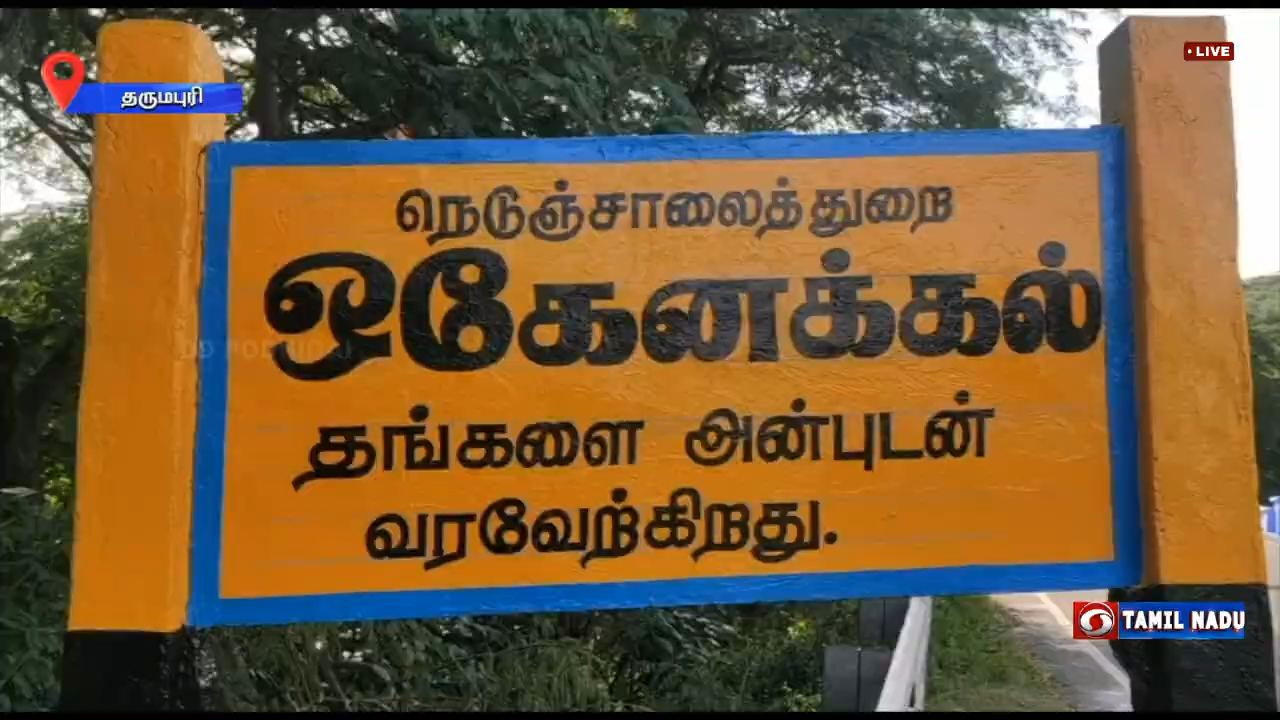 தருமபுரி
LIVE
நெடுஞ்சாலைத்துறை
ஒகேனக்கல்
தங்களை அன்புடன்
வரவேற்கிறது.
TAMIL NADU